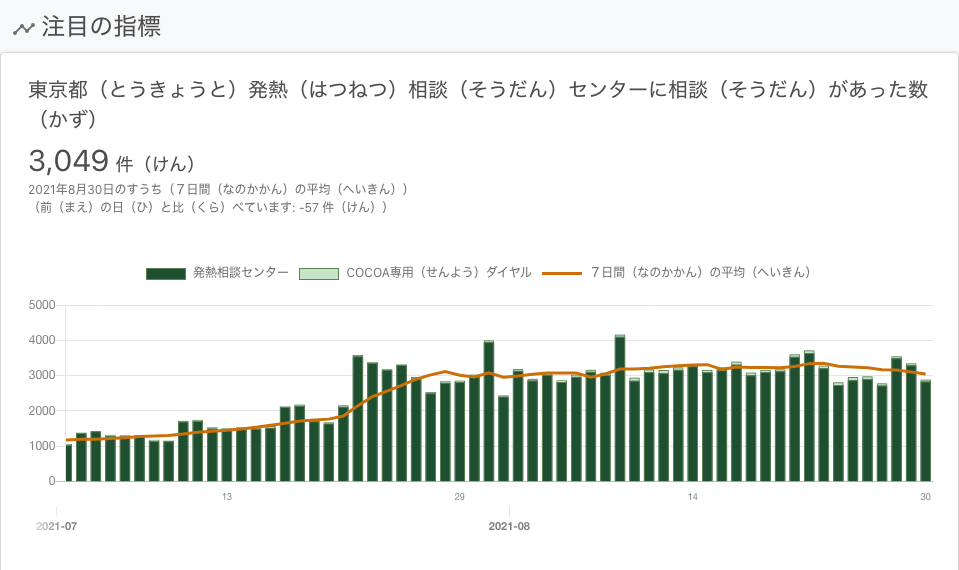 注目の指標
東京都（とうきょうと）発熱（はつねつ）相談（そうだん）センターに相談（そうだん）があった数
（かず）
3,049 件（けん）
2021年8月30日のすうち（７日間（なのかかん）の平均（へいきん））
（前（まえ）の日（ひ）と比（くら）べています: -57 件（けん））
発熱相談センター COCOA専用（せんよう）ダイヤル ７日間（なのかかん）の平均（へいきん）
5000
4000
3000
2000
1000
0
13 29 14 30
2021-07 2021-08